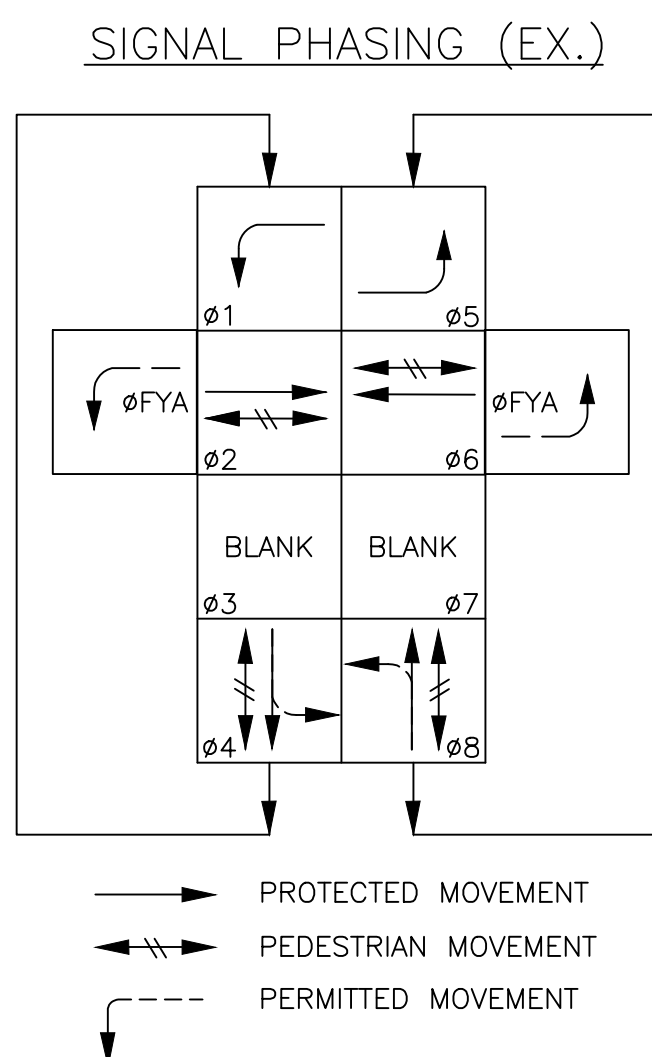 SIGNAL PHASING (EX.)
ø1
ø5
øFYA
øFYA
ø2
ø6
BLANK
BLANK
ø3
ø7
ø4
ø8
PROTECTED MOVEMENT
PEDESTRIAN MOVEMENT
PERMITTED MOVEMENT